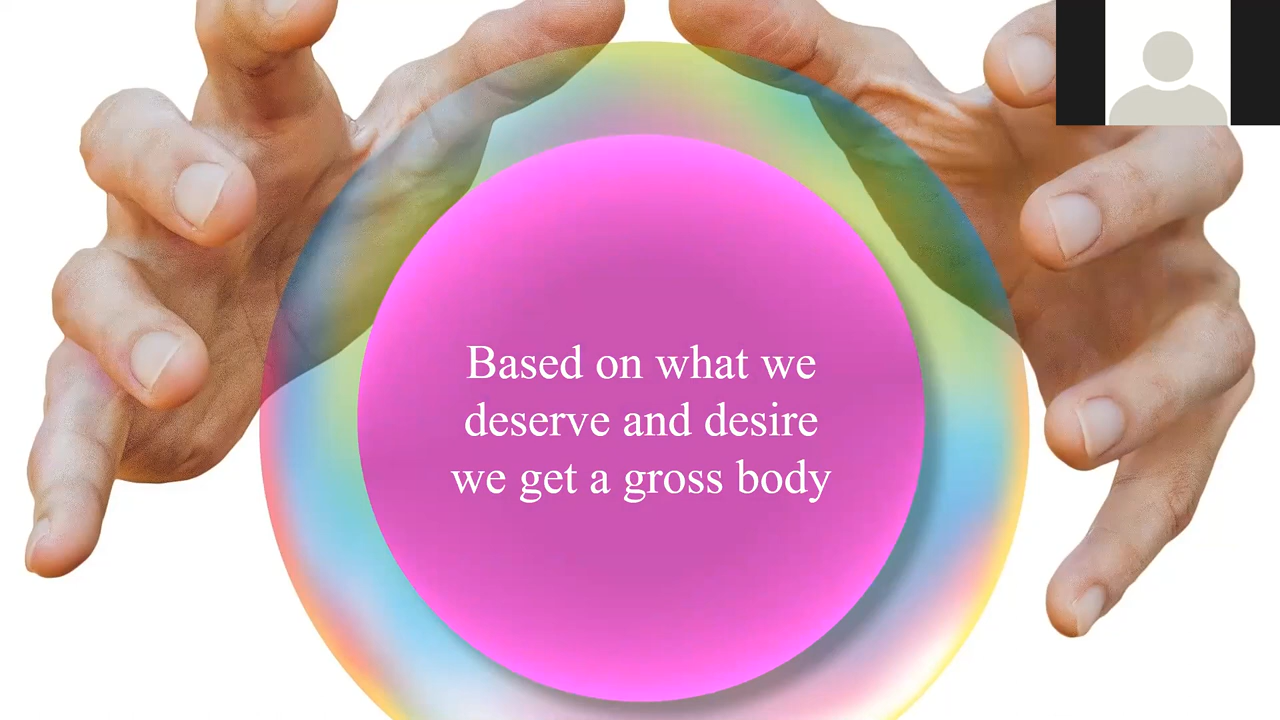 Based on what we
deserve and desire
we get a gross body